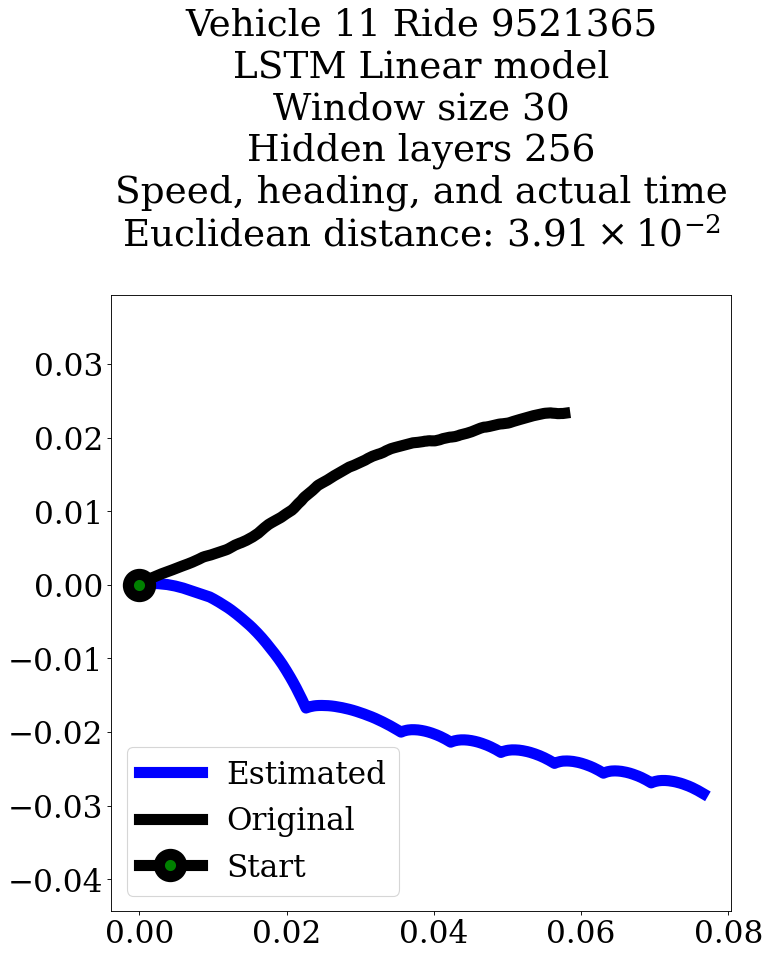 Vehicle 11 Ride 9521365
LSTM Linear model
Window size 30
Hidden layers 256
Speed, heading, and actual time
Euclidean distance: 3.91 × 10⁻²
0.03
0.02
0.01
0.00
−0.01
−0.02
−0.03
−0.04
Estimated
Original
Start
0.00 0.02 0.04 0.06 0.08